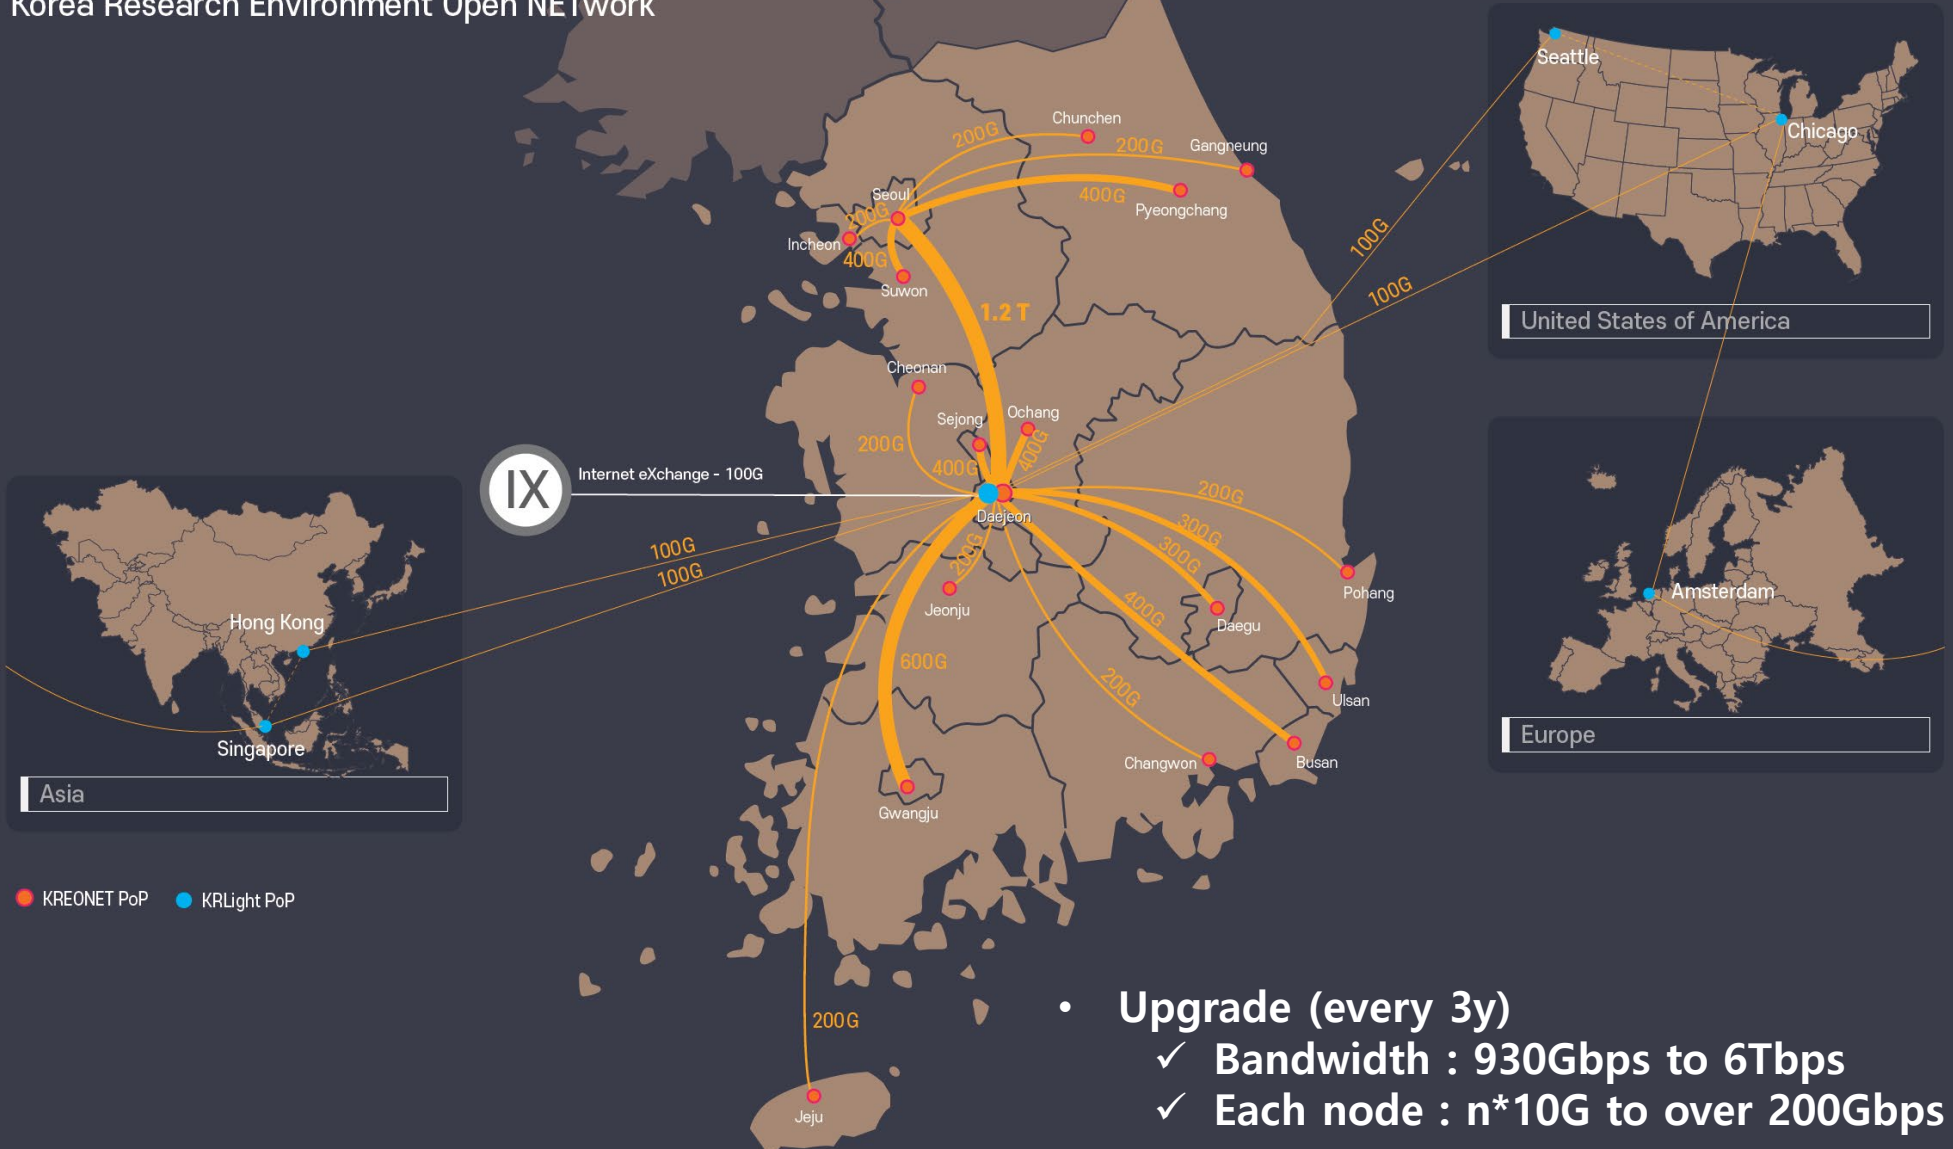 Korea Research Environment Open NETwork
Chunchen
200G
200G
Gangneung
400G
Pyeongchang
Seoul
200G
Incheon
400G
Suwon
1.2 T
Cheonan
Sejong
Ochang
200G
400G
400G
IX
Internet eXchange - 100G
Daejeon
200G
300G
300G
200G
Jeonju
400G
Pohang
Daegu
600G
200G
Ulsan
Changwon
Busan
Gwangju
200G
Jeju
100G
100G
Hong Kong
Singapore
Asia
100G
100G
Seattle
Chicago
United States of America
Amsterdam
Europe
KREONET PoP
KRLight PoP
• Upgrade (every 3y)
✓ Bandwidth : 930Gbps to 6Tbps
✓ Each node : n*10G to over 200Gbps